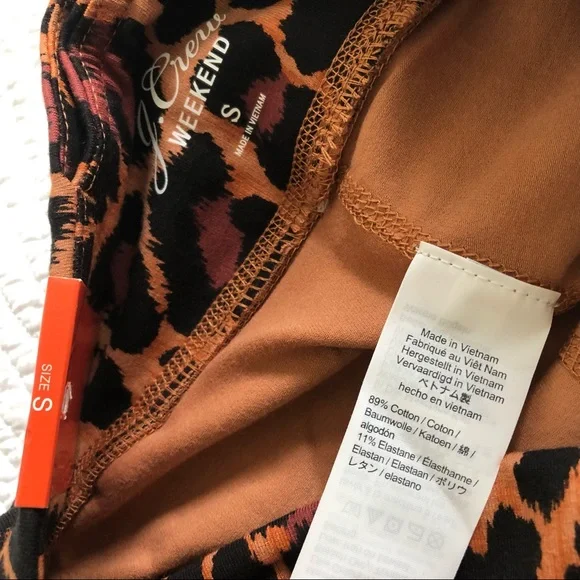 J.Crew
WEEKEND
S
MADE IN VIETNAM
SIZE S
Made in Vietnam
Fabriqué au Viêt Nam
Hergestellt in Vietnam
Vervaardigd in Vietnam
ベトナム製
hecho en vietnam
89% Cotton / Coton /
Baumwolle / Katoen / 綿 /
algodón
11% Elastane / Élasthanne /
Elastan / Elastaan / ポリウ
レタン / elastano